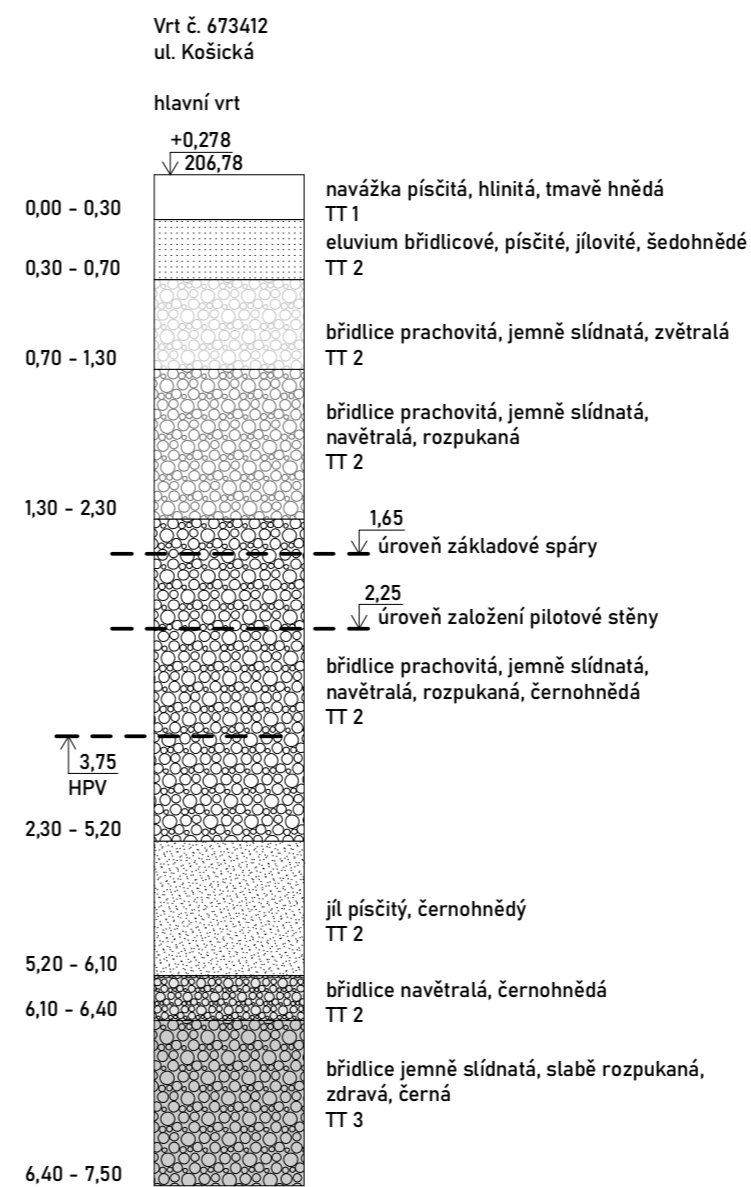 Vrt č. 673412
ul. Košická
hlavní vrt
+0,278
206,78
0,00 - 0,30
navážka písčitá, hlinitá, tmavě hnědá
TT 1
0,30 - 0,70
eluvium břidlicové, písčité, jílovité, šedohnědé
TT 2
0,70 - 1,30
břidlice prachovitá, jemně slídnatá, zvětralá
TT 2
1,30 - 2,30
břidlice prachovitá, jemně slídnatá,
navětralá, rozpukaná
TT 2
1,65
úroveň základové spáry
2,25
úroveň založení pilotové stěny
břidlice prachovitá, jemně slídnatá,
navětralá, rozpukaná, černohnědá
TT 2
3,75
HPV
2,30 - 5,20
jíl písčitý, černohnědý
TT 2
5,20 - 6,10
břidlice navětralá, černohnědá
TT 2
6,10 - 6,40
břidlice jemně slídnatá, slabě rozpukaná,
zdravá, černá
TT 3
6,40 - 7,50